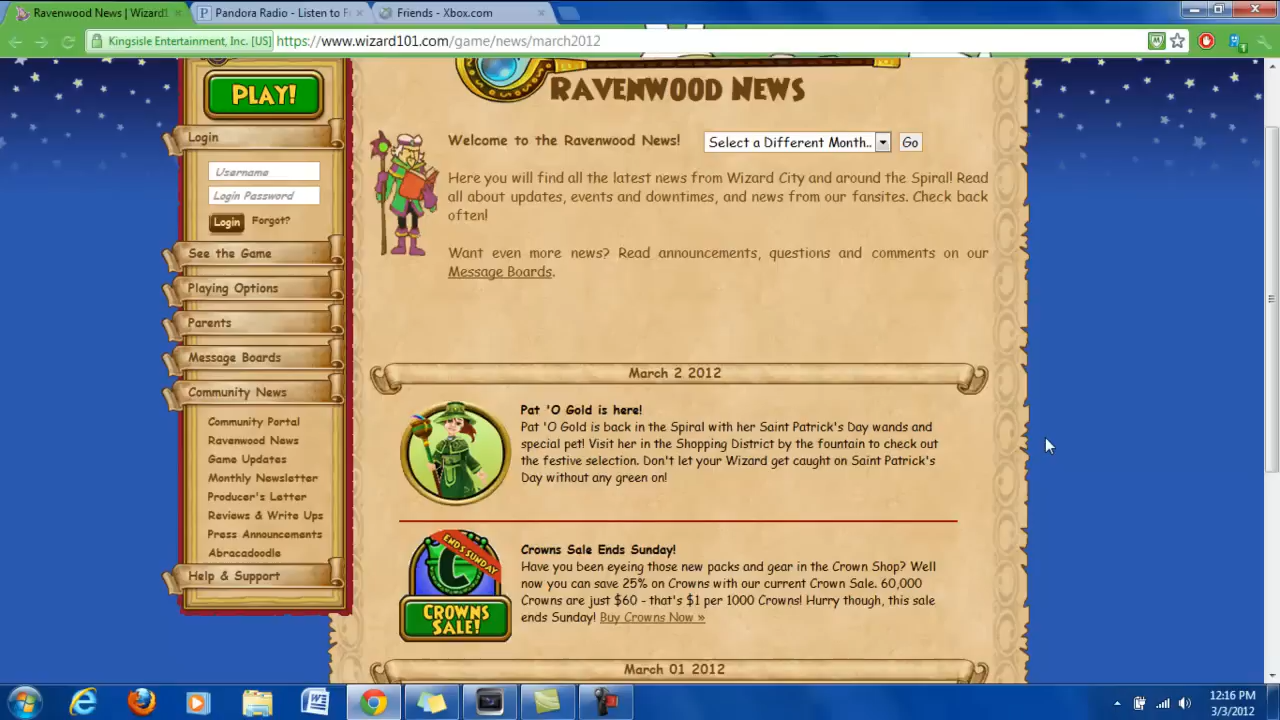 Ravenwood News | Wizard1
Pandora Radio - Listen to F
Friends - Xbox.com
Kingsisle Entertainment, Inc. [US]
https://www.wizard101.com/game/news/march2012
PLAY!
Login
Username
Login Password
Login
Forgot?
See the Game
Playing Options
Parents
Message Boards
Community News
Community Portal
Ravenwood News
Game Updates
Monthly Newsletter
Producer's Letter
Reviews & Write Ups
Press Announcements
Abracadoodle
Help & Support
RAVENWOOD NEWS
Welcome to the Ravenwood News!
Select a Different Month..
Go
Here you will find all the latest news from Wizard City and around the Spiral! Read
all about updates, events and downtimes, and news from our fansites. Check back
often!
Want even more news? Read announcements, questions and comments on our
Message Boards.
March 2 2012
Pat 'O Gold is here!
Pat 'O Gold is back in the Spiral with her Saint Patrick's Day wands and
special pet! Visit her in the Shopping District by the fountain to check out
the festive selection. Don't let your Wizard get caught on Saint Patrick's
Day without any green on!
ENDS SUNDAY
CROWNS
SALE!
Crowns Sale Ends Sunday!
Have you been eyeing those new packs and gear in the Crown Shop? Well
now you can save 25% on Crowns with our current Crown Sale. 60,000
Crowns are just $60 - that's $1 per 1000 Crowns! Hurry though, this sale
ends Sunday! Buy Crowns Now »
March 01 2012
12:16 PM
3/3/2012